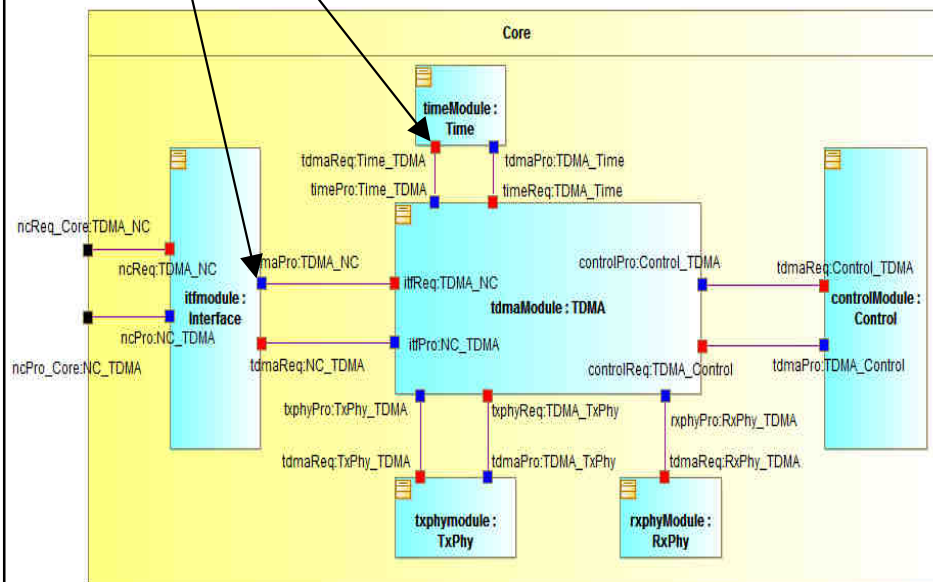 Core
timeModule :
Time
tdmaReq:Time_TDMA
tdmaPro:TDMA_Time
timePro:Time_TDMA
timeReq:TDMA_Time
ncReq_Core:TDMA_NC
ncReq:TDMA_NC
maPro:TDMA_NC
controlPro:Control_TDMA
tdmaReq:Control_TDMA
itfmodule :
Interface
itfReq:TDMA_NC
tdmaModule : TDMA
controlModule :
Control
ncPro:NC_TDMA
itfPro:NC_TDMA
ncPro_Core:NC_TDMA
tdmaReq:NC_TDMA
controlReq:TDMA_Control
tdmaPro:TDMA_Control
txphyPro:TxPhy_TDMA
txphyReq:TDMA_TxPhy
rxphyPro:RxPhy_TDMA
tdmaReq:TxPhy_TDMA
tdmaPro:TDMA_TxPhy
tdmaReq:RxPhy_TDMA
txphymodule :
TxPhy
rxphyModule :
RxPhy